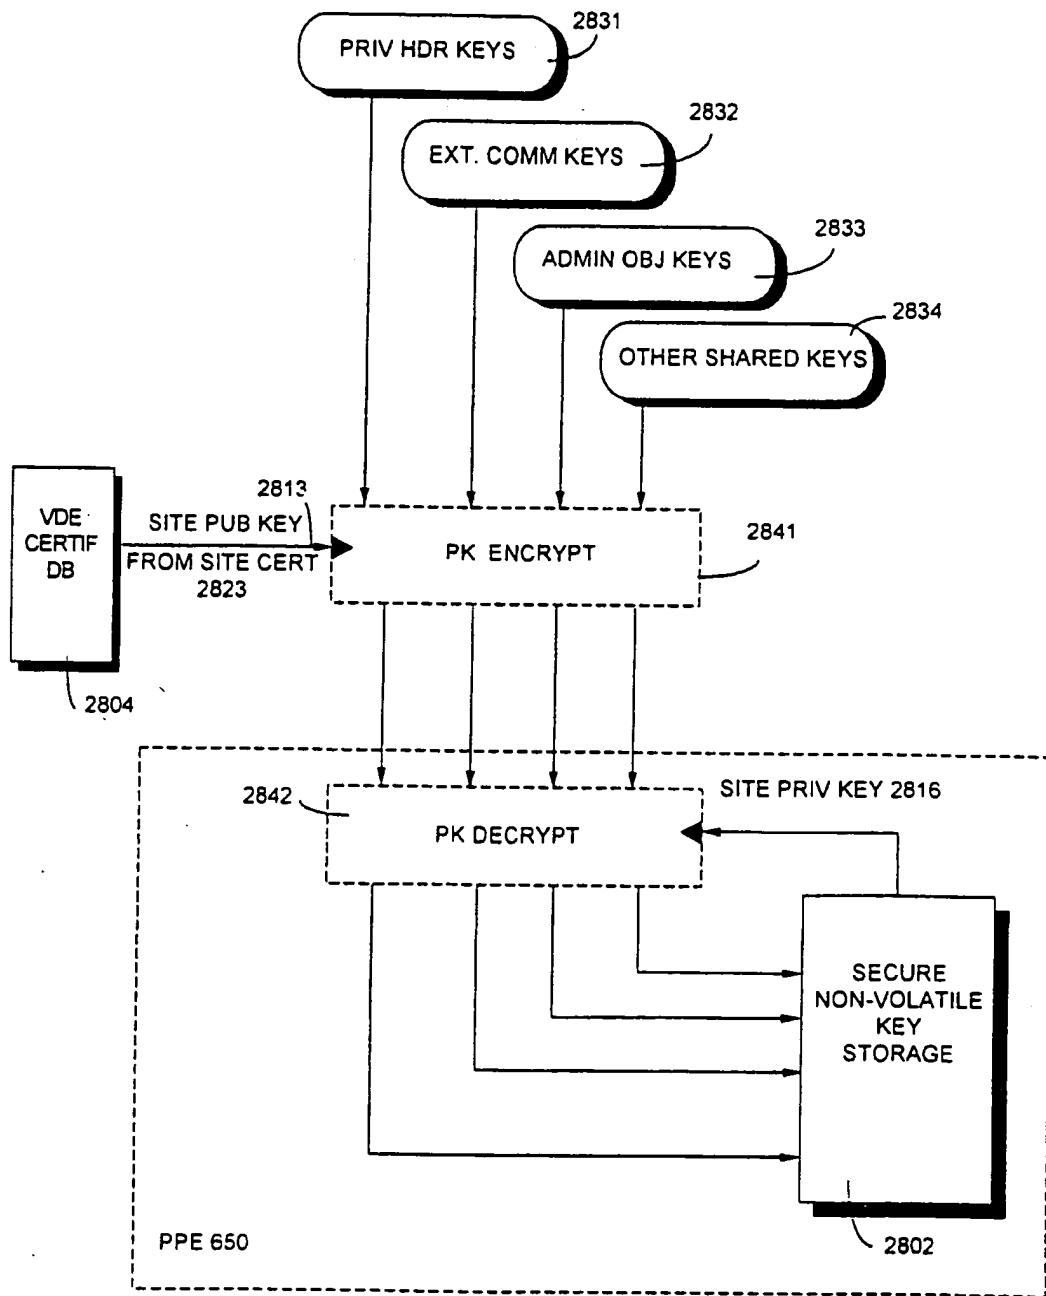 2831
PRIV HDR KEYS
2832
EXT. COMM KEYS
2833
ADMIN OBJ KEYS
2834
OTHER SHARED KEYS
2813
VDE
CERTIF
DB
SITE PUB KEY
FROM SITE CERT
2823
PK ENCRYPT
2841
2804
2842
SITE PRIV KEY 2816
PK DECRYPT
SECURE
NON-VOLATILE
KEY
STORAGE
PPE 650
2802